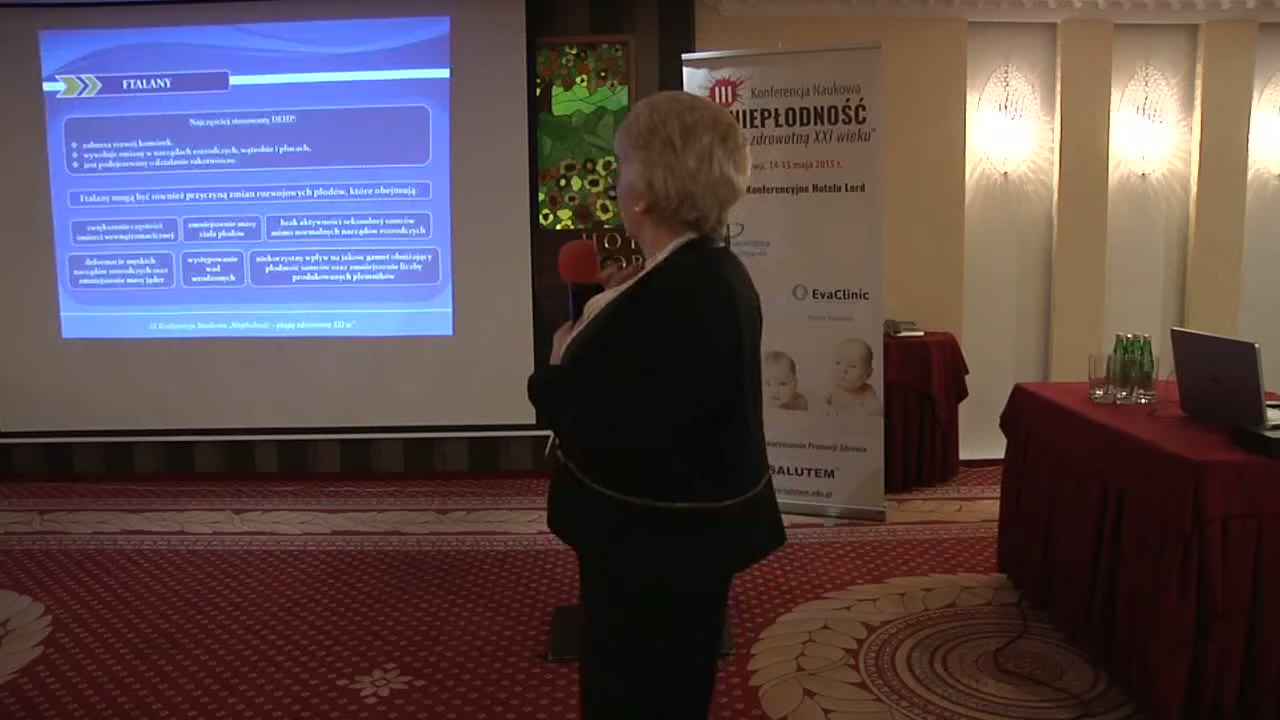 FTALANY
Najczęściej stosowany DEHP:
zaburza rozwój komórek,
wywołuje zmiany w narządach rozrodczych, wątrobie i płucach,
jest podejrzewany o działanie rakotwórcze.
Ftalany mogą być również przyczyną zmian rozwojowych płodów, które obejmują:
zwiększenie częstości
śmierci wewnątrzmacicznej
zmniejszenie masy
ciała płodów
brak aktywności seksualnej samców
mimo normalnych narządów rozrodczych
deformacje męskich
narządów rozrodczych oraz
zmniejszenie masy jąder
występowanie
wad
wrodzonych
niekorzystny wpływ na jakość gamet obniżający
płodność samców oraz zmniejszenie liczby
produkowanych plemników
III Konferencja Naukowa „Niepłodność – plagą zdrowotną XXI w”
III Konferencja Naukowa
NIEPŁODNOŚĆ
zdrowotną XXI wieku”
14-15 maja 2015 r.
Konferencyjne Hotelu Lord
EvaClinic
Promocji Zdrowia
SALUTEM